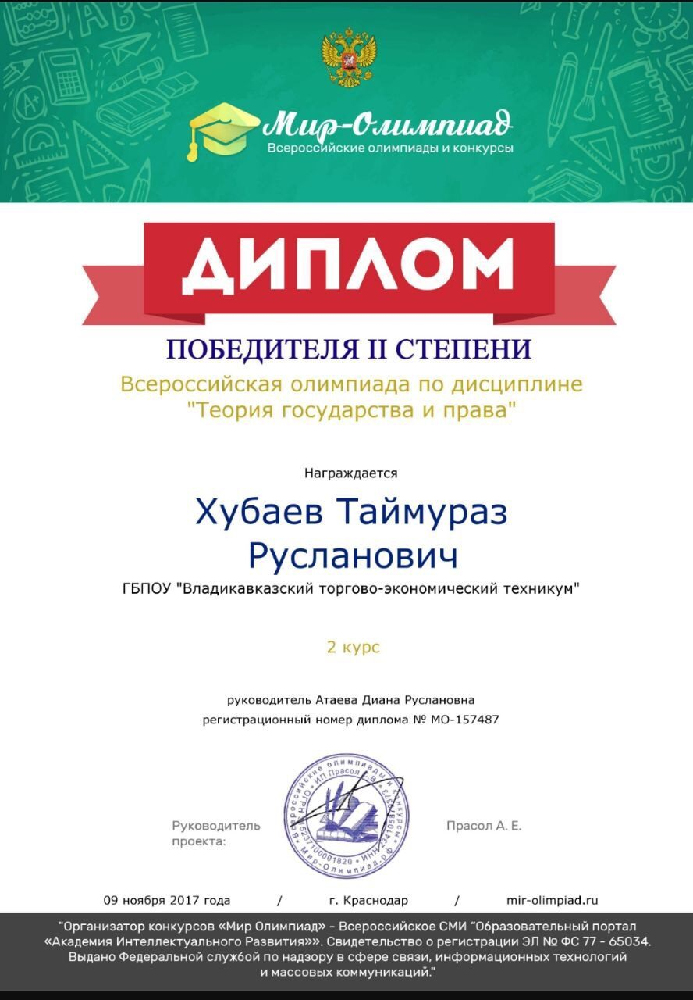 Мир-Олимпиад
Всероссийские олимпиады и конкурсы
ДИПЛОМ
ПОБЕДИТЕЛЯ II СТЕПЕНИ
Всероссийская олимпиада по дисциплине
"Теория государства и права"
Награждается
Хубаев Таймураз
Русланович
ГБПОУ "Владикавказский торгово-экономический техникум"
2 курс
руководитель Атаева Диана Руслановна
регистрационный номер диплома № МО-157487
Всероссийские олимпиады и конкурсы
Мир-Олимпиад.рф
ИП Прасол
ИНН
ОГРН
Руководитель
проекта:
Прасол А. Е.
09 ноября 2017 года / г. Краснодар / mir-olimpiad.ru
"Организатор конкурсов «Мир Олимпиад» - Всероссийское СМИ “Образовательный портал
«Академия Интеллектуального Развития»». Свидетельство о регистрации ЭЛ № ФС 77 - 65034.
Выдано Федеральной службой по надзору в сфере связи, информационных технологий
и массовых коммуникаций."